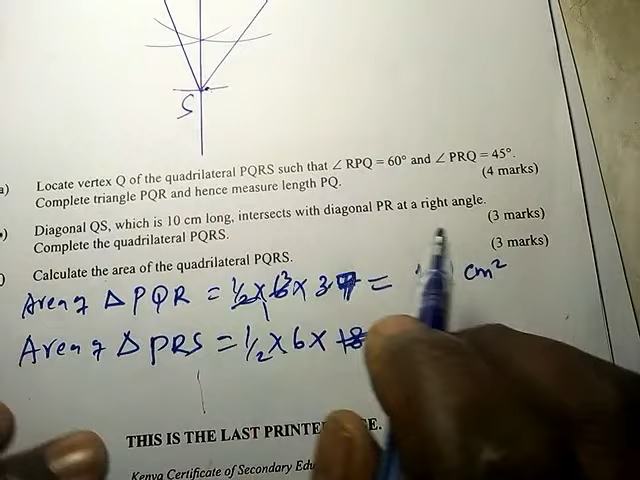 S
a) Locate vertex Q of the quadrilateral PQRS such that ∠ RPQ = 60° and ∠ PRQ = 45°.
Complete triangle PQR and hence measure length PQ. (4 marks)
) Diagonal QS, which is 10 cm long, intersects with diagonal PR at a right angle.
Complete the quadrilateral PQRS. (3 marks)
) Calculate the area of the quadrilateral PQRS. (3 marks)
Area of △ PQR = ½ × 6 × 3. = cm²
Area of △ PRS = ½ × 6 ×
THIS IS THE LAST PRINTE E.
Kenya Certificate of Secondary Edu